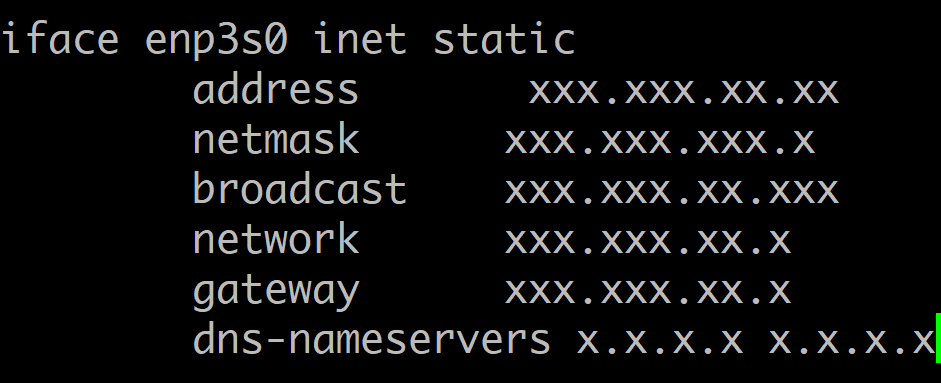 iface enp3s0 inet static
address xxx.xxx.xx.xx
netmask xxx.xxx.xxx.x
broadcast xxx.xxx.xx.xxx
network xxx.xxx.xx.x
gateway xxx.xxx.xx.x
dns-nameservers x.x.x.x x.x.x.x